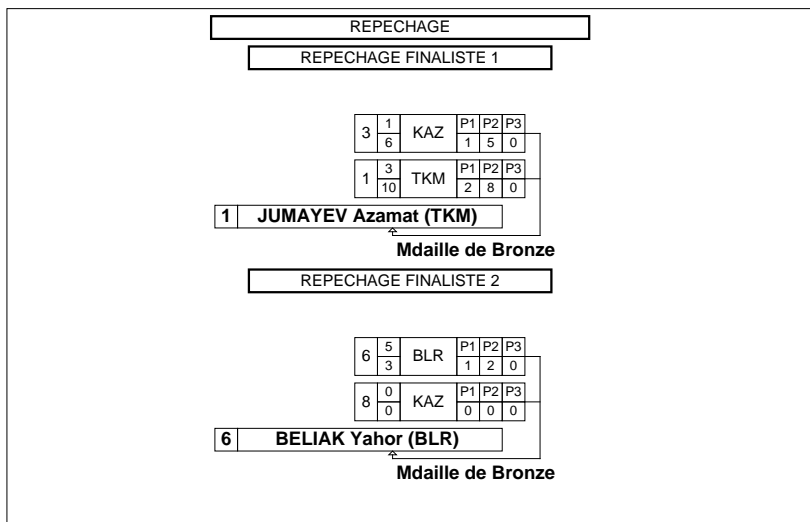 REPECHAGE
REPECHAGE FINALISTE 1
3 1 KAZ P1 P2 P3
6 1 5 0
1 3 TKM P1 P2 P3
10 2 8 0
1 JUMAYEV Azamat (TKM)
Mdaille de Bronze
REPECHAGE FINALISTE 2
6 5 BLR P1 P2 P3
3 1 2 0
8 0 KAZ P1 P2 P3
0 0 0 0
6 BELIAK Yahor (BLR)
Mdaille de Bronze